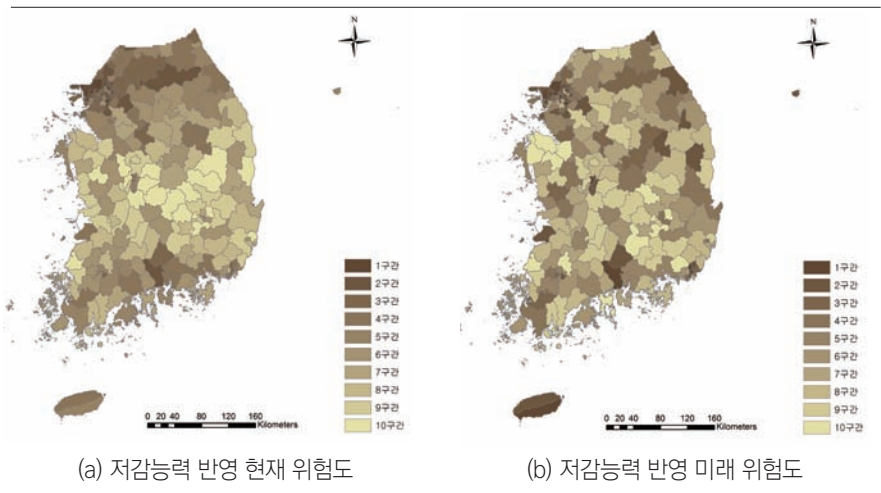 N
N
1구간
2구간
3구간
4구간
5구간
6구간
7구간
8구간
9구간
10구간
0 20 40 80 120 160
Kilometers
1구간
2구간
3구간
4구간
5구간
6구간
7구간
8구간
9구간
10구간
0 20 40 80 120 160
Kilometers
(a) 저감능력 반영 현재 위험도
(b) 저감능력 반영 미래 위험도